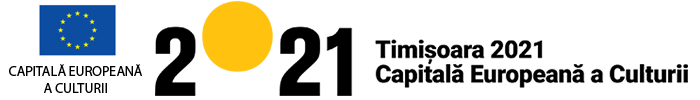 CAPITALĂ EUROPEANĂ
A CULTURII
2021
Timișoara 2021
Capitală Europeană a Culturii